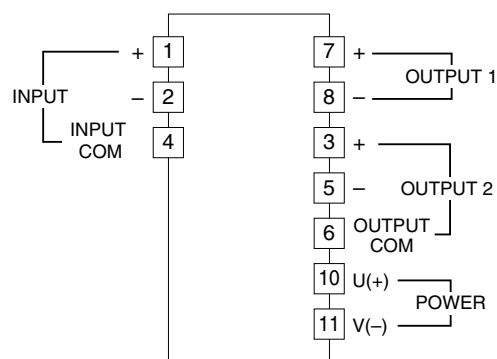 + 1
INPUT
− 2
INPUT
COM
4
7 +
OUTPUT 1
8 −
3 +
5 −
OUTPUT 2
6
OUTPUT
COM
10 U(+)
POWER
11 V(−)